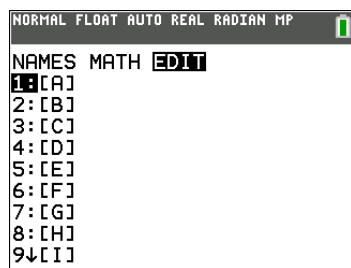 NORMAL FLOAT AUTO REAL RADIAN MP
NAMES MATH EDIT
1:[A]
2:[B]
3:[C]
4:[D]
5:[E]
6:[F]
7:[G]
8:[H]
9↓[I]